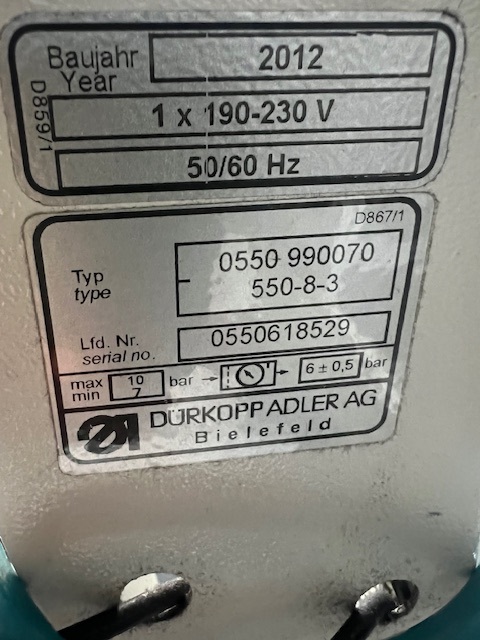 Baujahr 2012
Year
D859/1
1 x 190-230 V
50/60 Hz
D867/1
Typ 0550 990070
type 550-8-3
Lfd. Nr. 0550618529
serial no.
max 10 bar 6 ± 0,5 bar
min 7
DÜRKOPP ADLER AG
Bielefeld